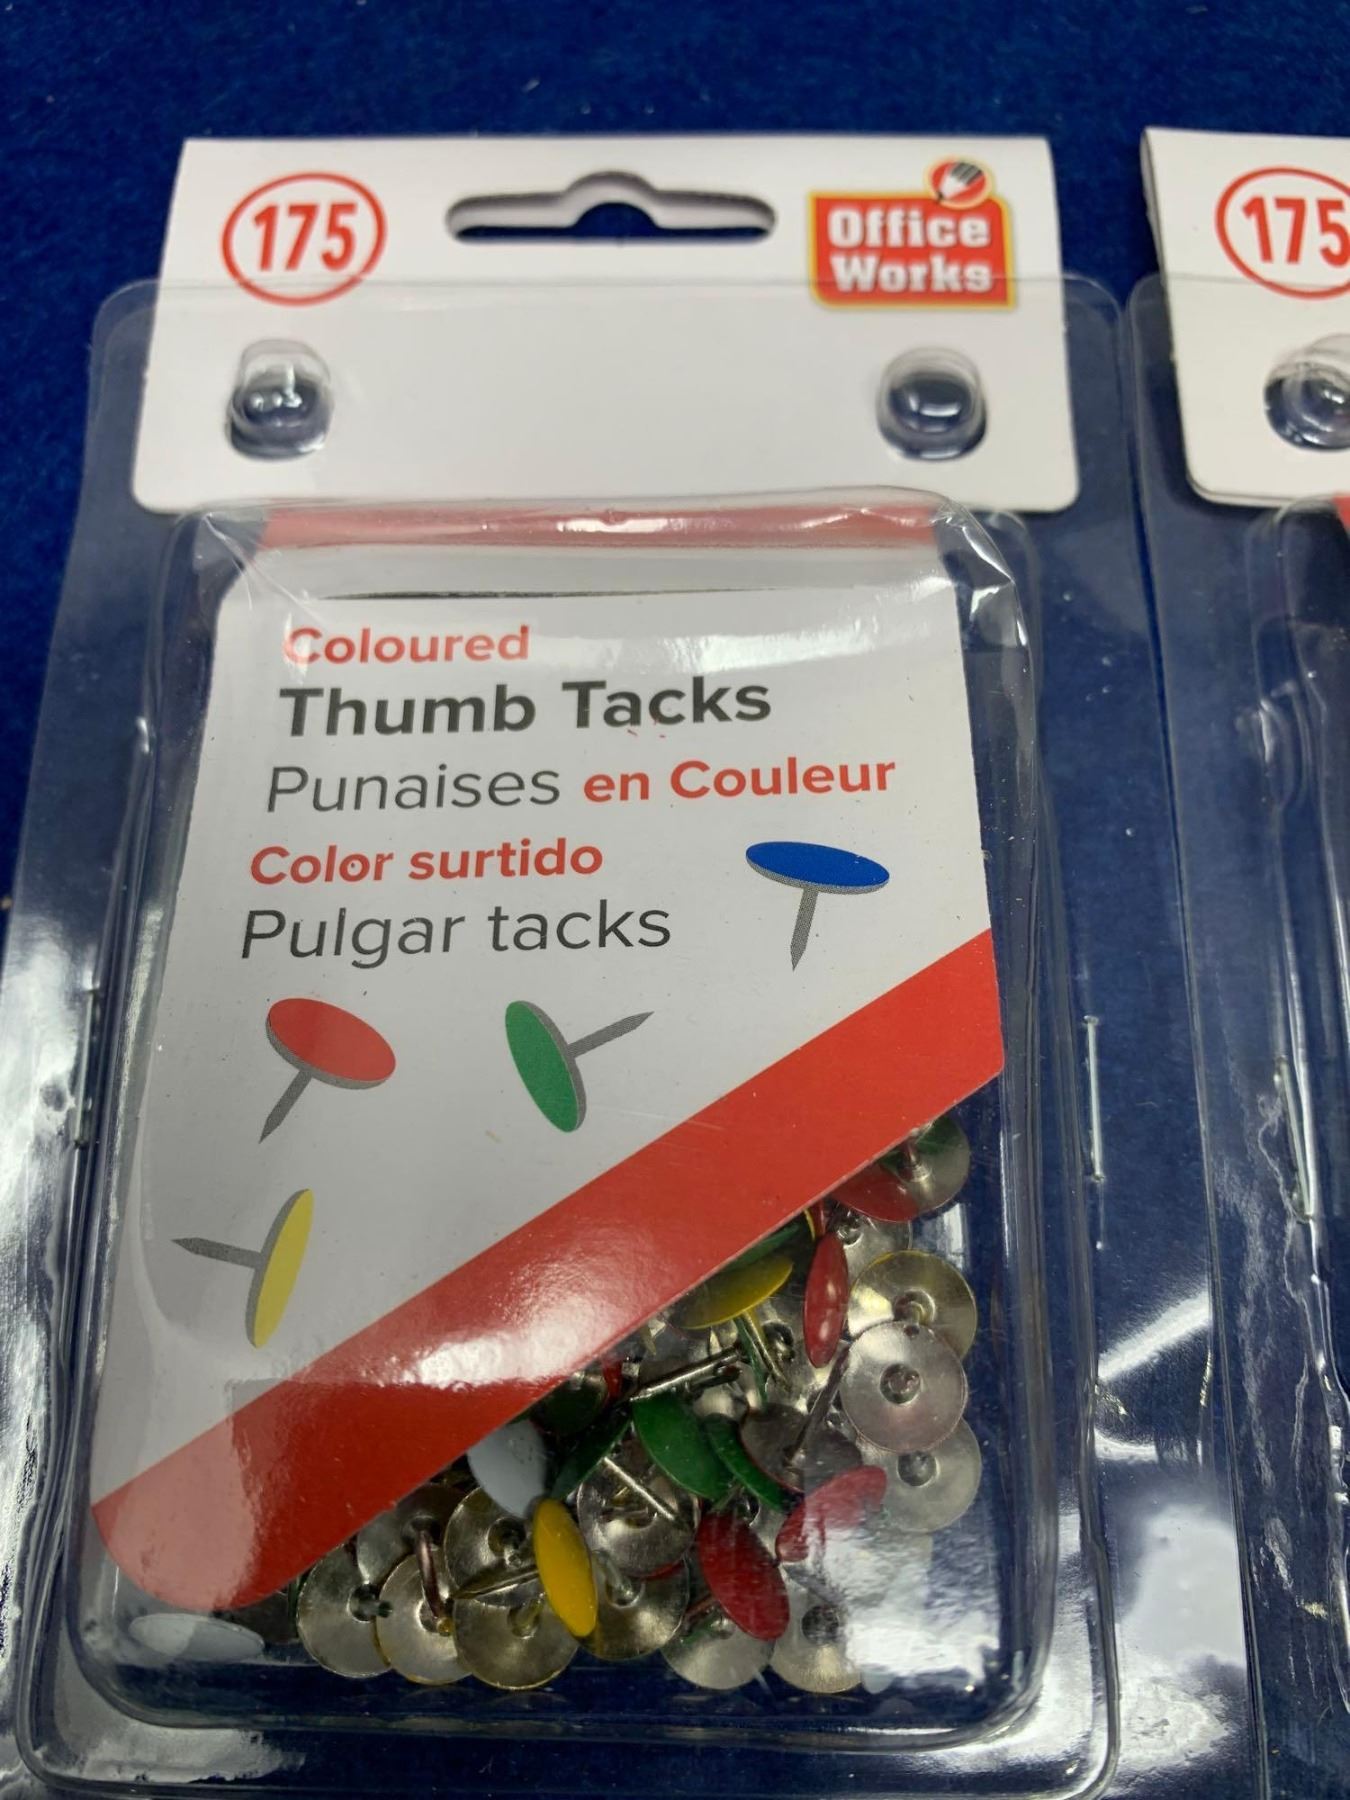 175
Office
Works
Coloured
Thumb Tacks
Punaises en Couleur
Color surtido
Pulgar tacks
175